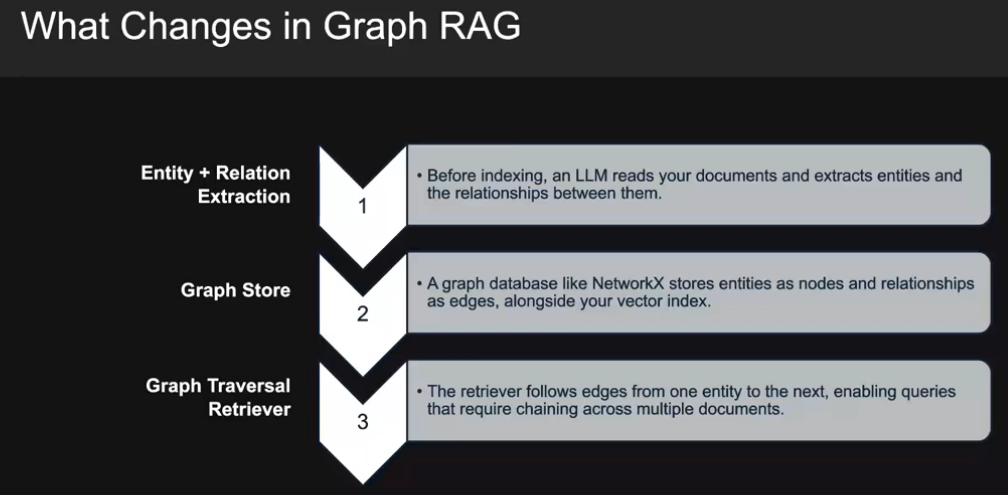 What Changes in Graph RAG
Entity + Relation
Extraction
1
• Before indexing, an LLM reads your documents and extracts entities and
the relationships between them.
Graph Store
2
• A graph database like NetworkX stores entities as nodes and relationships
as edges, alongside your vector index.
Graph Traversal
Retriever
3
• The retriever follows edges from one entity to the next, enabling queries
that require chaining across multiple documents.